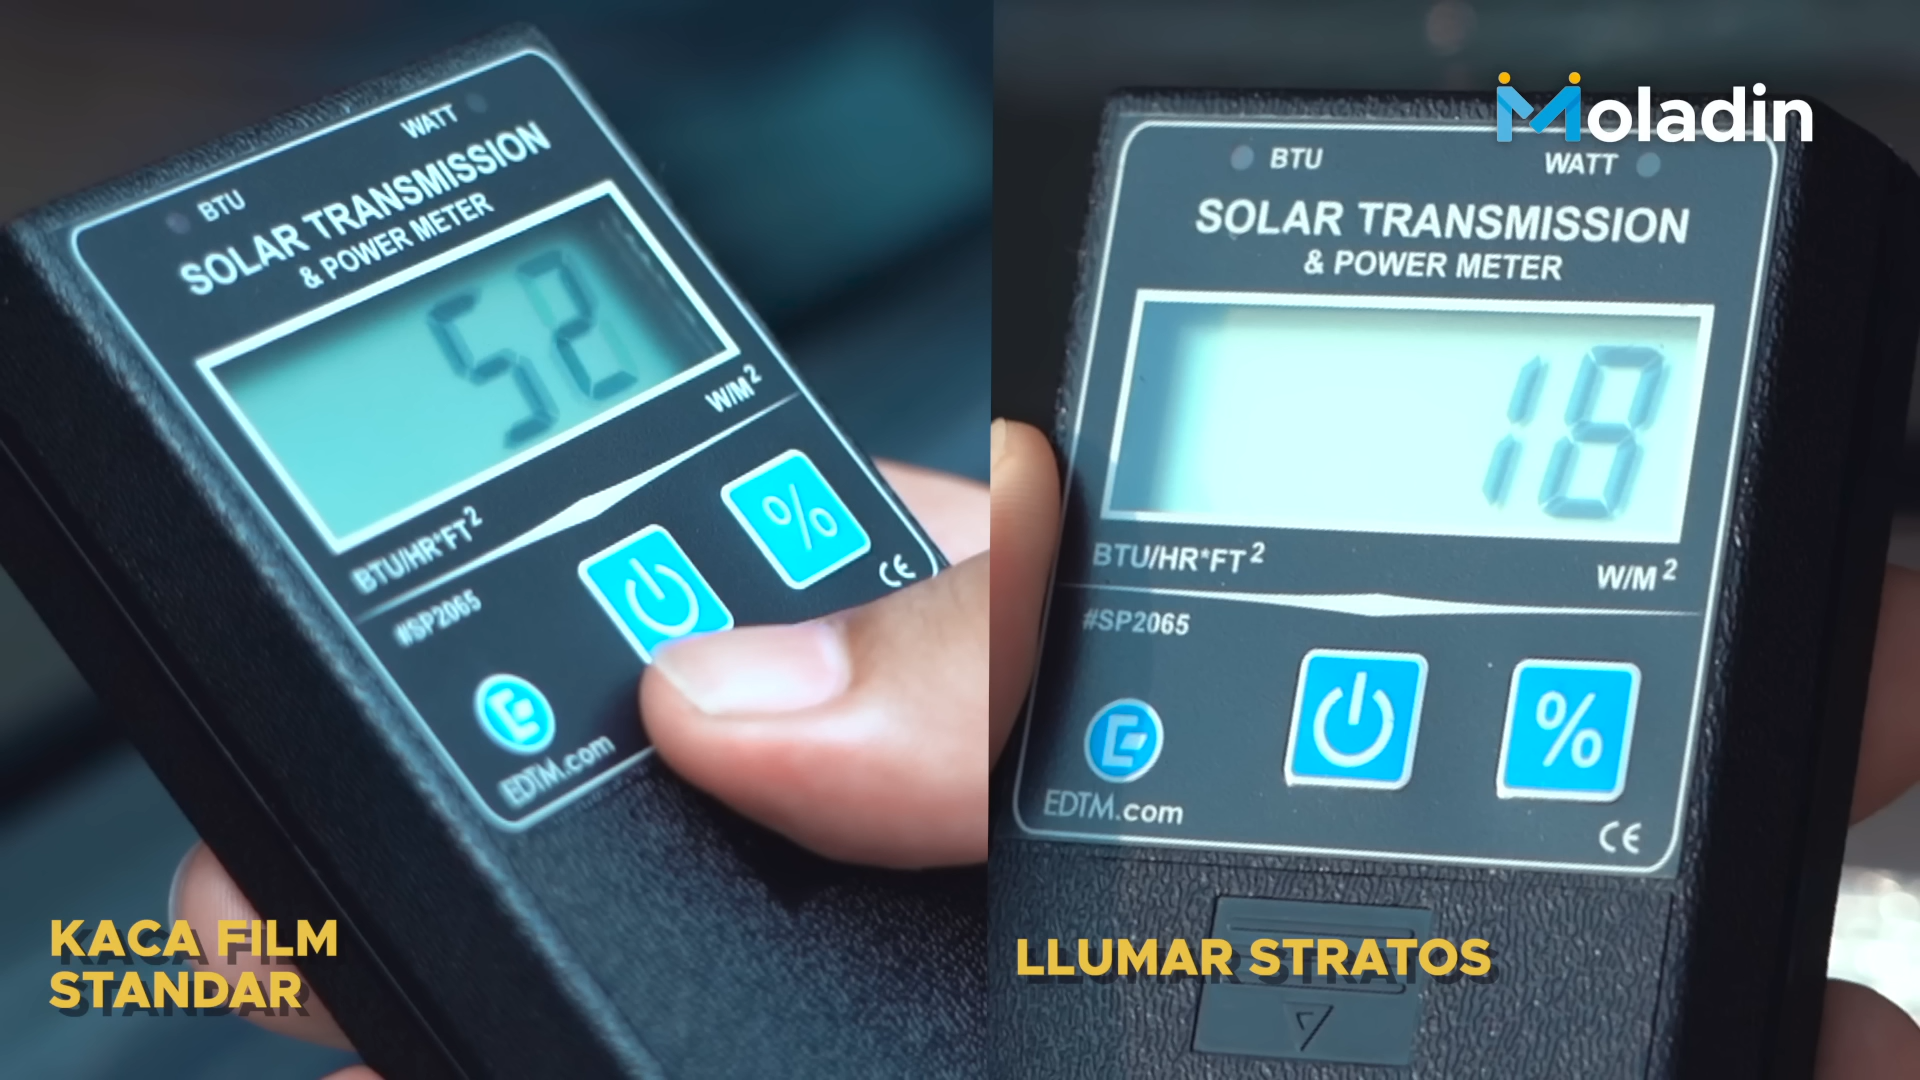 BTU
WATT
SOLAR TRANSMISSION
& POWER METER
52
BTU/HR*FT²
W/M²
#SP2065
%
CE
E
EDTM.com
KACA FILM
STANDAR
Moladin
BTU
WATT
SOLAR TRANSMISSION
& POWER METER
18
BTU/HR*FT²
W/M²
#SP2065
%
E
EDTM.com
CE
LLUMAR STRATOS